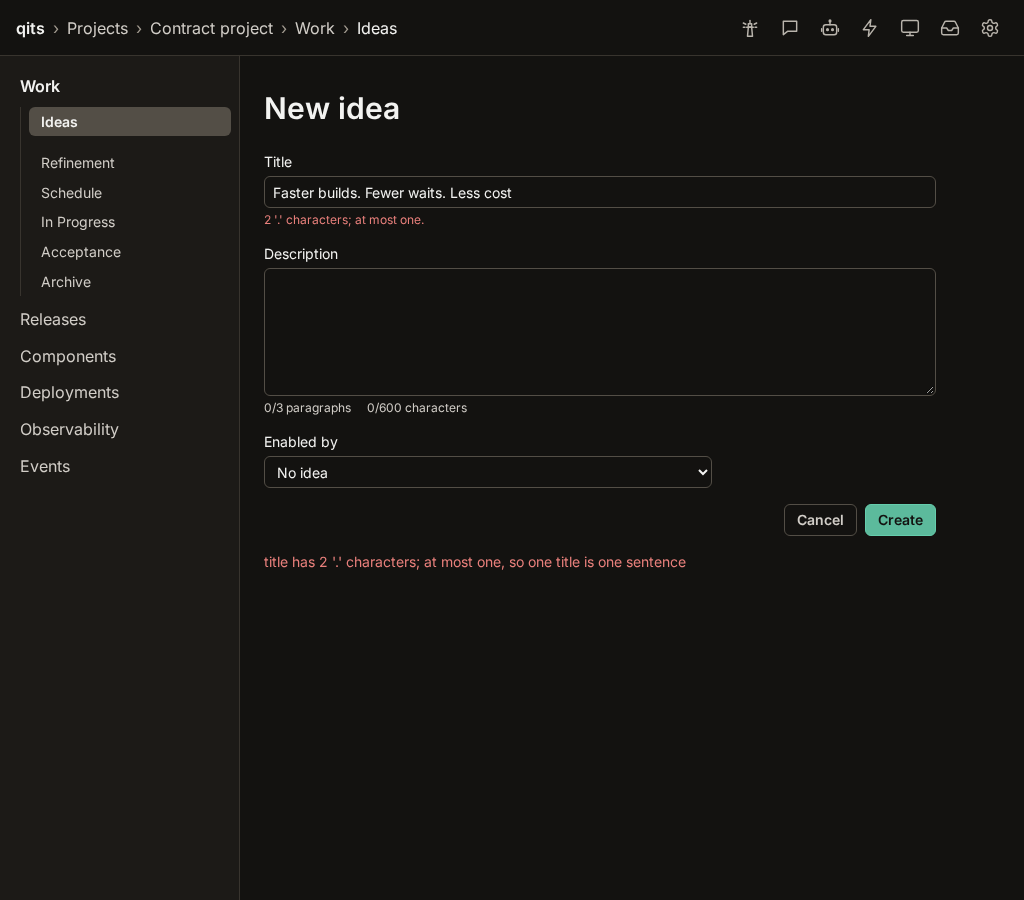 qits › Projects › Contract project › Work › Ideas
Work
Ideas
Refinement
Schedule
In Progress
Acceptance
Archive
Releases
Components
Deployments
Observability
Events
New idea
Title
Faster builds. Fewer waits. Less cost
2 '.' characters; at most one.
Description
0/3 paragraphs 0/600 characters
Enabled by
No idea
Cancel Create
title has 2 '.' characters; at most one, so one title is one sentence